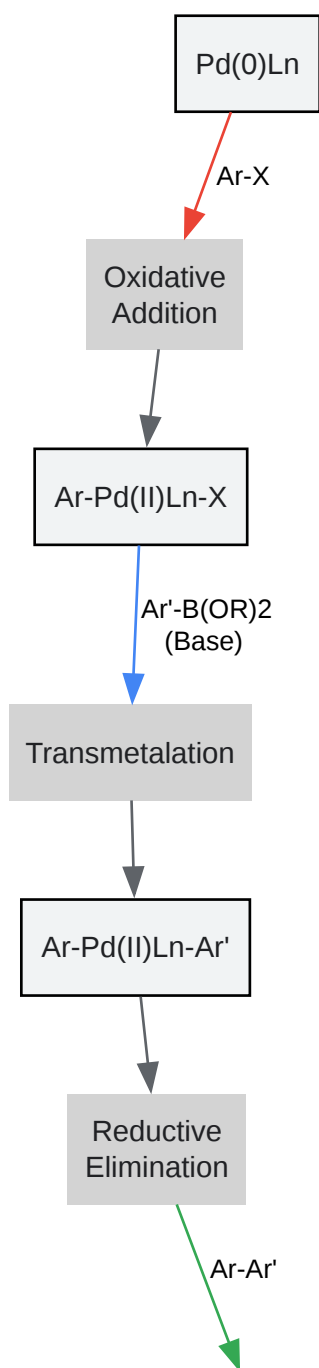 Pd(0)Ln
Ar-X
Oxidative
Addition
Ar-Pd(II)Ln-X
Ar'-B(OR)2
(Base)
Transmetalation
Ar-Pd(II)Ln-Ar'
Reductive
Elimination
Ar-Ar'